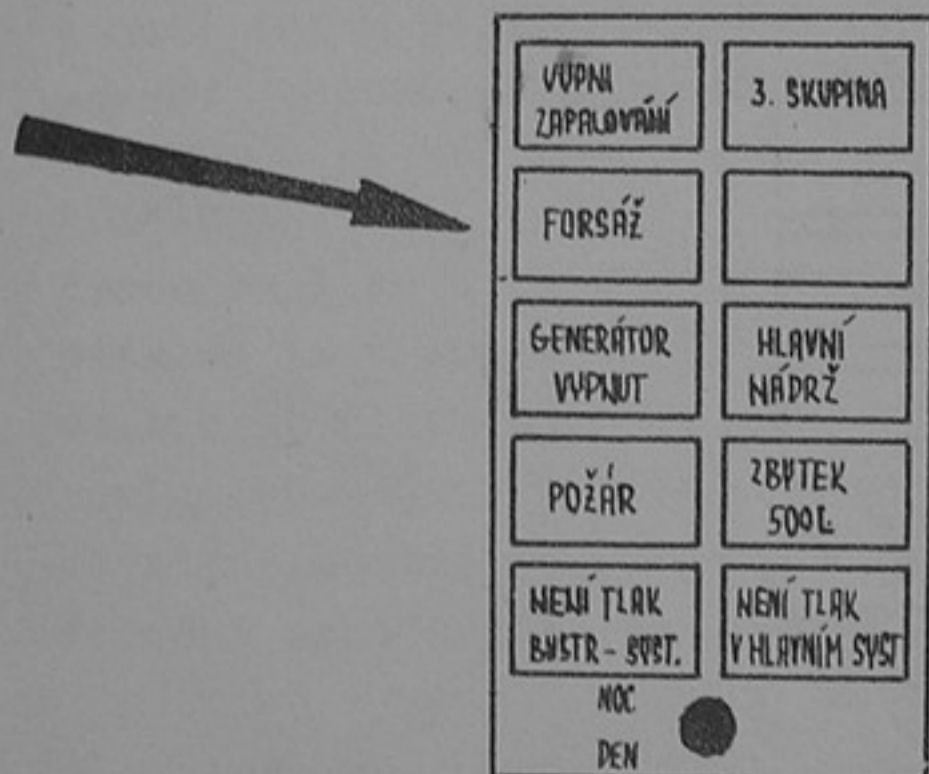 VYPNI
ZAPALOVÁNÍ
3. SKUPINA
FORSÁŽ
GENERÁTOR
VYPNUT
HLAVNÍ
NÁDRŽ
POŽÁR
ZBYTEK
500L
NENÍ TLAK
BUSTR - SYST.
NENÍ TLAK
V HLAVNÍM SYST
NOC
DEN